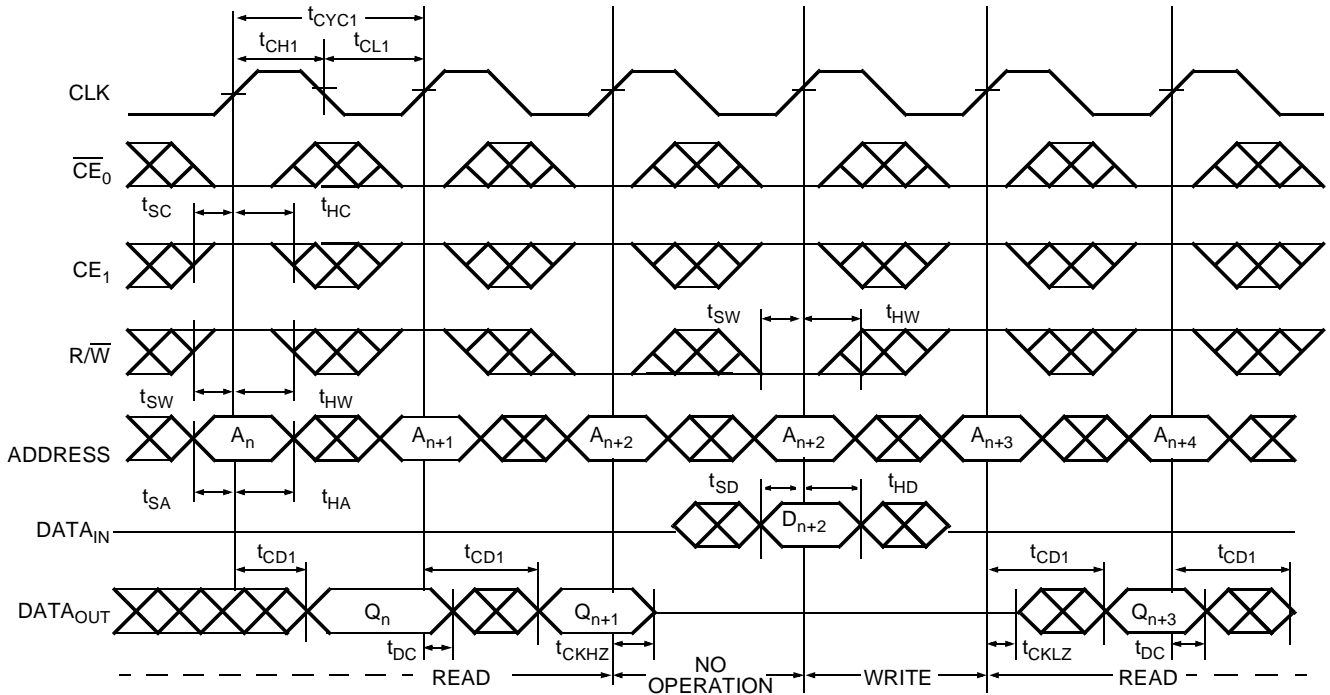 tCYC1
tCH1 tCL1
CLK
CE0
tSC tHC
CE1
tSW tHW
R/W
tSW tHW
An An+1 An+2 An+2 An+3 An+4
ADDRESS
tSA tHA tSD tHD
DATAIN Dn+2
tCD1 tCD1 tCD1 tCD1
DATAOUT Qn Qn+1 Qn+3
tDC tCKHZ tCKLZ tDC
READ NO OPERATION WRITE READ